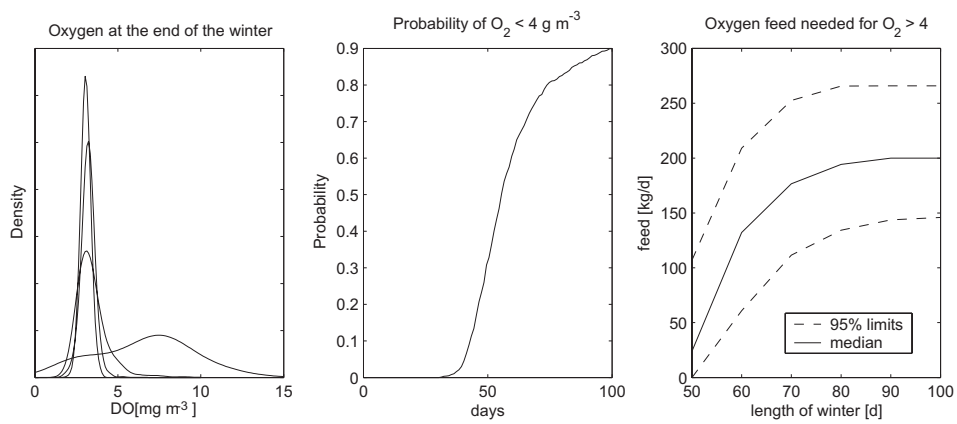 Oxygen at the end of the winter
Density
0 5 10 15
DO[mg m³ ]
Probability of O₂ < 4 g m⁻³
Probability
0.9
0.8
0.7
0.6
0.5
0.4
0.3
0.2
0.1
0
0 50 100
days
Oxygen feed needed for O₂ > 4
feed [kg/d]
300
250
200
150
100
50
0
95% limits
median
50 60 70 80 90 100
length of winter [d]